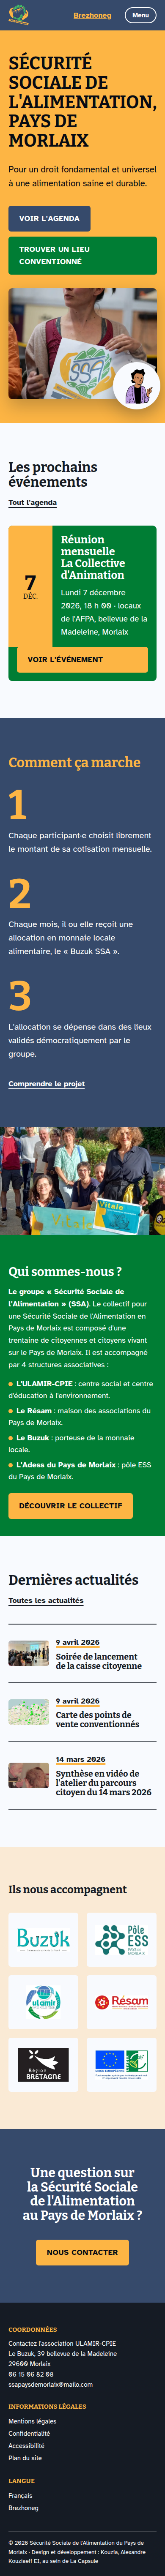 Brezhoneg
Menu
SÉCURITÉ
SOCIALE DE
L'ALIMENTATION,
PAYS DE
MORLAIX
Pour un droit fondamental et universel
à une alimentation saine et durable.
VOIR L'AGENDA
TROUVER UN LIEU
CONVENTIONNÉ
SSA
Les prochains
événements
Tout l'agenda
7
DÉC.
Réunion
mensuelle
La Collective
d'Animation
Lundi 7 décembre
2026, 18 h 00 · locaux
de l'AFPA, bellevue de la
Madeleine, Morlaix
VOIR L'ÉVÉNEMENT
Comment ça marche
1
Chaque participant·e choisit librement
le montant de sa cotisation mensuelle.
2
Chaque mois, il ou elle reçoit une
allocation en monnaie locale
alimentaire, le « Buzuk SSA ».
3
L'allocation se dépense dans des lieux
validés démocratiquement par le
groupe.
Comprendre le projet
Vitale
Qui sommes-nous ?
Le groupe « Sécurité Sociale de
l'Alimentation » (SSA). Le collectif pour
une Sécurité Sociale de l'Alimentation en
Pays de Morlaix est composé d'une
trentaine de citoyennes et citoyens vivant
sur le Pays de Morlaix. Il est accompagné
par 4 structures associatives :
L'ULAMIR-CPIE : centre social et centre
d'éducation à l'environnement.
Le Résam : maison des associations du
Pays de Morlaix.
Le Buzuk : porteuse de la monnaie
locale.
L'Adess du Pays de Morlaix : pôle ESS
du Pays de Morlaix.
DÉCOUVRIR LE COLLECTIF
Dernières actualités
Toutes les actualités
9 avril 2026
Soirée de lancement
de la caisse citoyenne
9 avril 2026
Carte des points de
vente conventionnés
14 mars 2026
Synthèse en vidéo de
l'atelier du parcours
citoyen du 14 mars 2026
Ils nous accompagnent
Buzuk
Pôle
ESS
PAYS DE
MORLAIX
ulamir
Résam
Région
BRETAGNE
Une question sur
la Sécurité Sociale
de l'Alimentation
au Pays de Morlaix ?
NOUS CONTACTER
COORDONNÉES
Contactez l'association ULAMIR-CPIE
Le Buzuk, 39 bellevue de la Madeleine
29600 Morlaix
06 15 06 82 08
ssapaysdemorlaix@mailo.com
INFORMATIONS LÉGALES
Mentions légales
Confidentialité
Accessibilité
Plan du site
LANGUE
Français
Brezhoneg
© 2026 Sécurité Sociale de l'Alimentation du Pays de
Morlaix · Design et développement : Kouzia, Alexandre
Kouziaeff EI, au sein de La Capsule